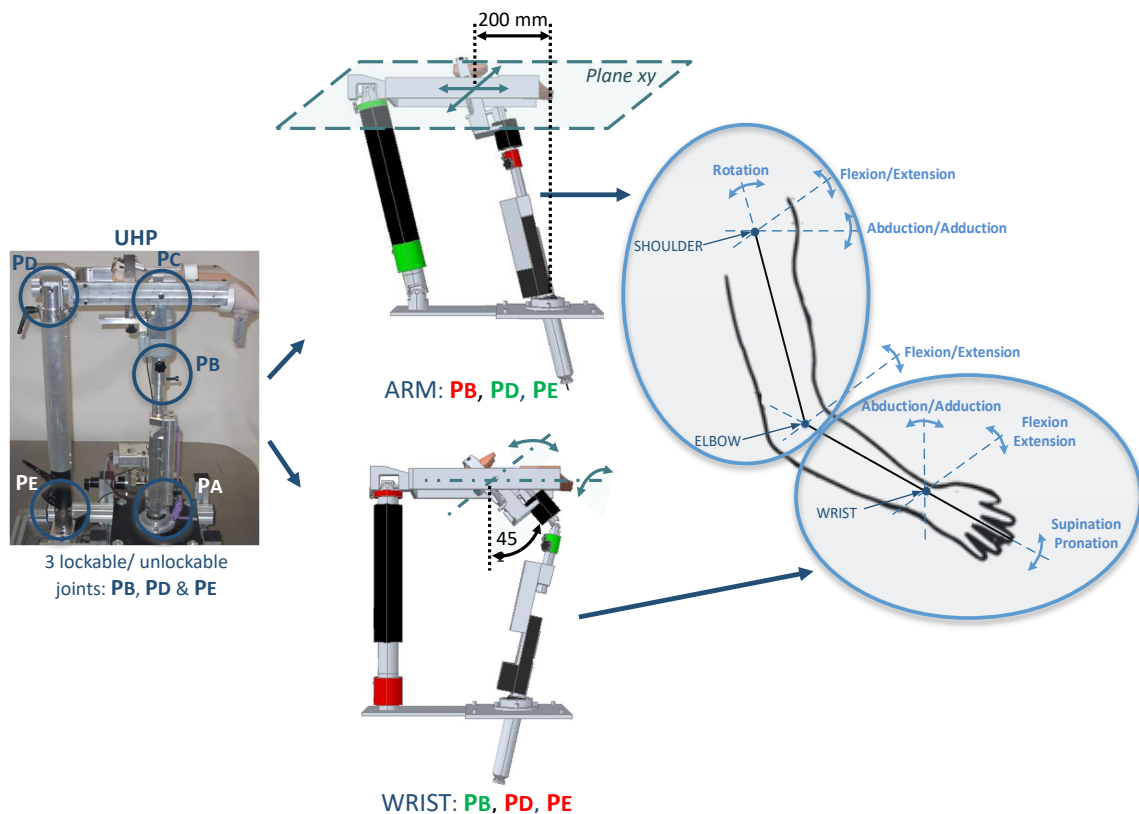 200 mm
Plane xy
UHP
PD
PC
PB
PE
PA
3 lockable/ unlockable
joints: PB, PD & PE
ARM: PB, PD, PE
45
WRIST: PB, PD, PE
Rotation
Flexion/Extension
Abduction/Adduction
SHOULDER
Flexion/Extension
Abduction/Adduction
Flexion
Extension
ELBOW
WRIST
Supination
Pronation